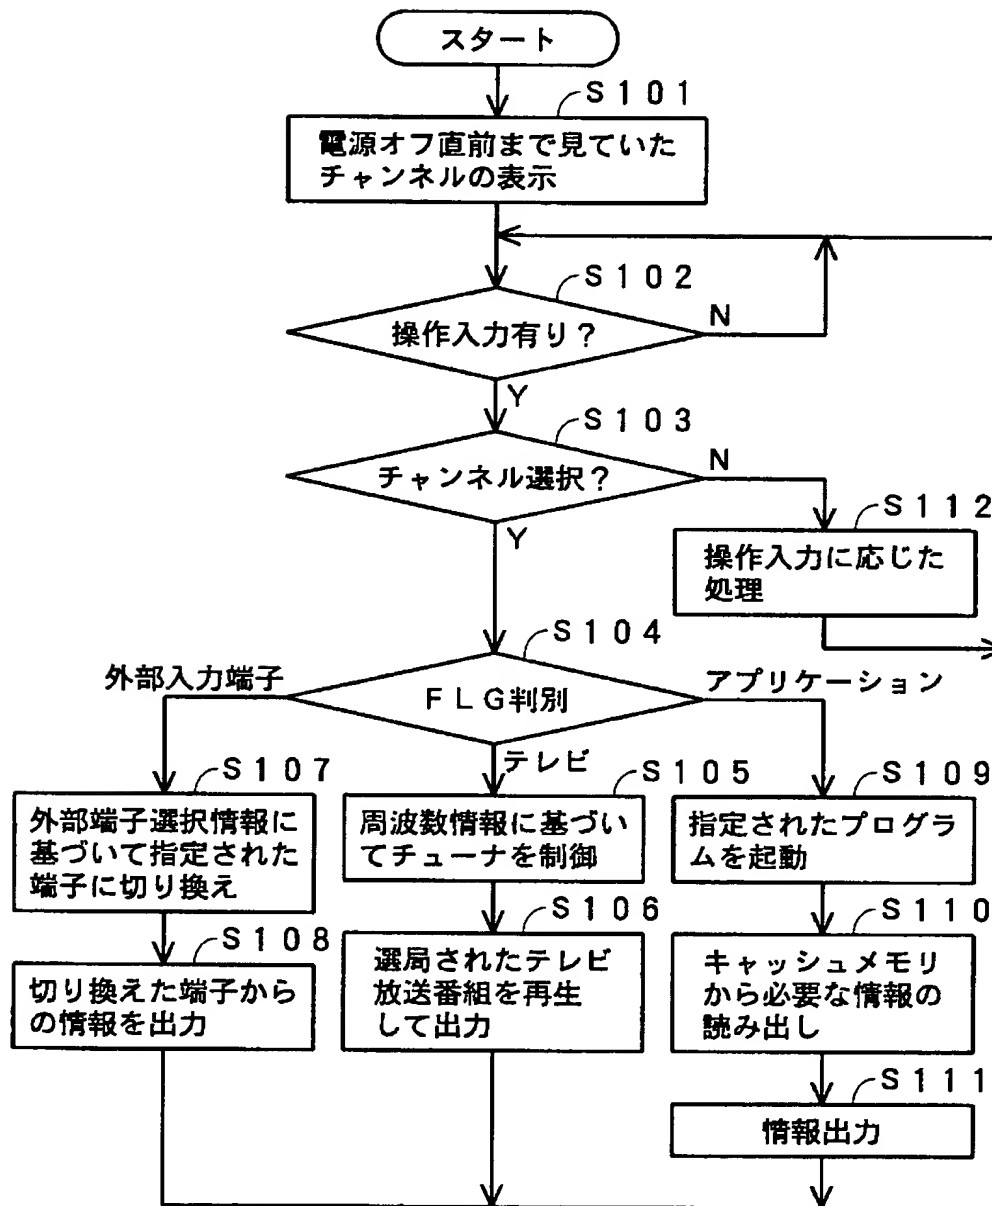 スタート
S101
電源オフ直前まで見ていた
チャンネルの表示
S102
操作入力有り？
N
Y
S103
チャンネル選択？
N
Y
S112
操作入力に応じた
処理
S104
外部入力端子
FLG判別
アプリケーション
テレビ
S107
外部端子選択情報に
基づいて指定された
端子に切り換え
S105
周波数情報に基づい
てチューナを制御
S109
指定されたプログラ
ムを起動
S108
切り換えた端子から
の情報を出力
S106
選局されたテレビ
放送番組を再生
して出力
S110
キャッシュメモリ
から必要な情報の
読み出し
S111
情報出力